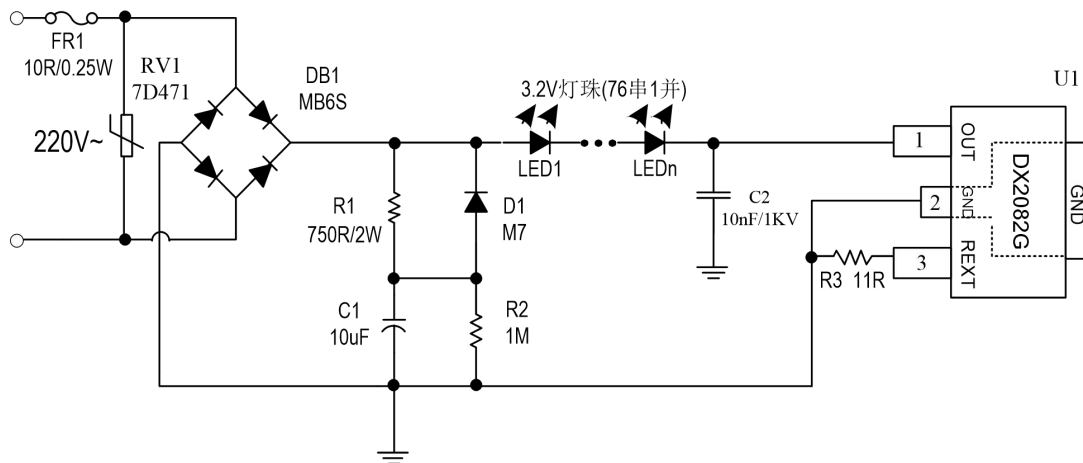 FR1
10R/0.25W
RV1
7D471
220V~
DB1
MB6S
3.2V灯珠(76串1并)
LED1
LEDn
R1
750R/2W
D1
M7
C1
10uF
R2
1M
C2
10nF/1KV
R3 11R
U1
1
OUT
2
GND
3
REXT
DX2082G
GND